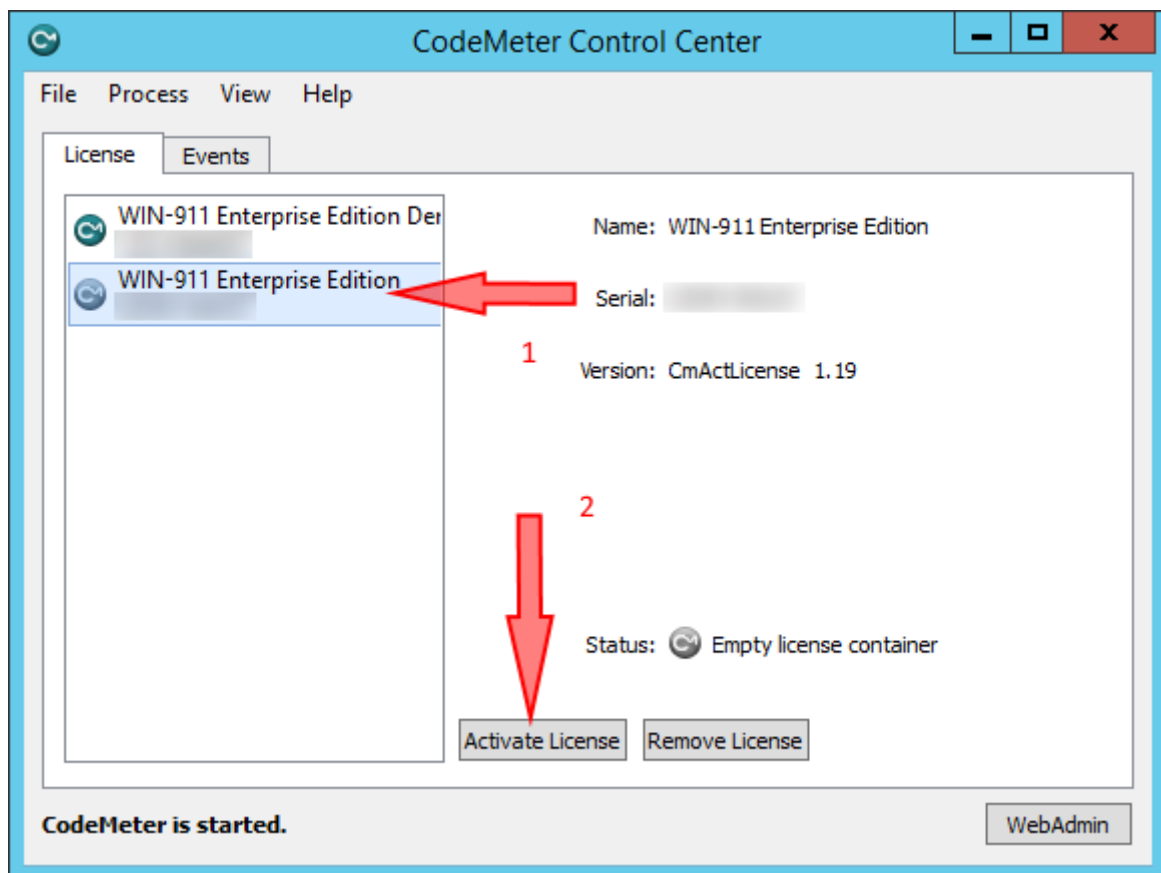 CodeMeter Control Center
File Process View Help
License Events
WIN-911 Enterprise Edition Der
WIN-911 Enterprise Edition
Name: WIN-911 Enterprise Edition
Serial:
1
Version: CmActLicense 1.19
2
Status: Empty license container
Activate License Remove License
CodeMeter is started.
WebAdmin